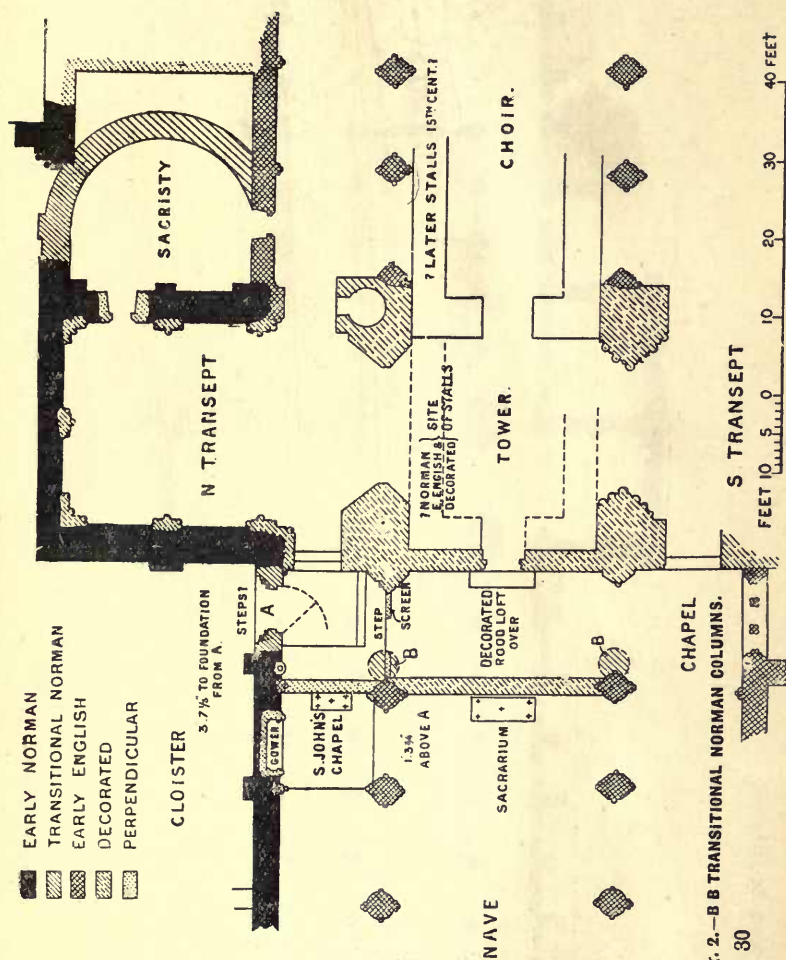 EARLY NORMAN
TRANSITIONAL NORMAN
EARLY ENGLISH
DECORATED
PERPENDICULAR
CLOISTER
3.7½" TO FOUNDATION
FROM A.
STEPS?
A
N. TRANSEPT
SACRISTY
GOWER
S. JOHNS'
CHAPEL
STEP
SCREEN
B
1'.3¾"
ABOVE A
SACRARIUM
DECORATED
ROOD LOFT
OVER
B
?NORMAN
E. ENGISH &
DECORATED
SITE
OF STALLS
?LATER STALLS 15TH CENT.?
TOWER.
CHOIR.
NAVE
CHAPEL
S. TRANSEPT
FEET 10 5 0 10 20 30 40 FEET
. 2.—B B TRANSITIONAL NORMAN COLUMNS.
30